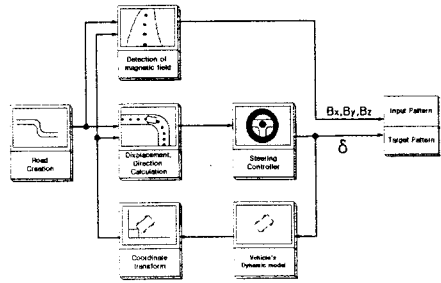 Detection of
magnetic field
Bx,By,Bz
Input Pattern
Target Pattern
δ
Road
Creation
Displacement,
Direction
Calculation
Steering
Controller
Coordinate
transform
Vehicle's
Dynamic model